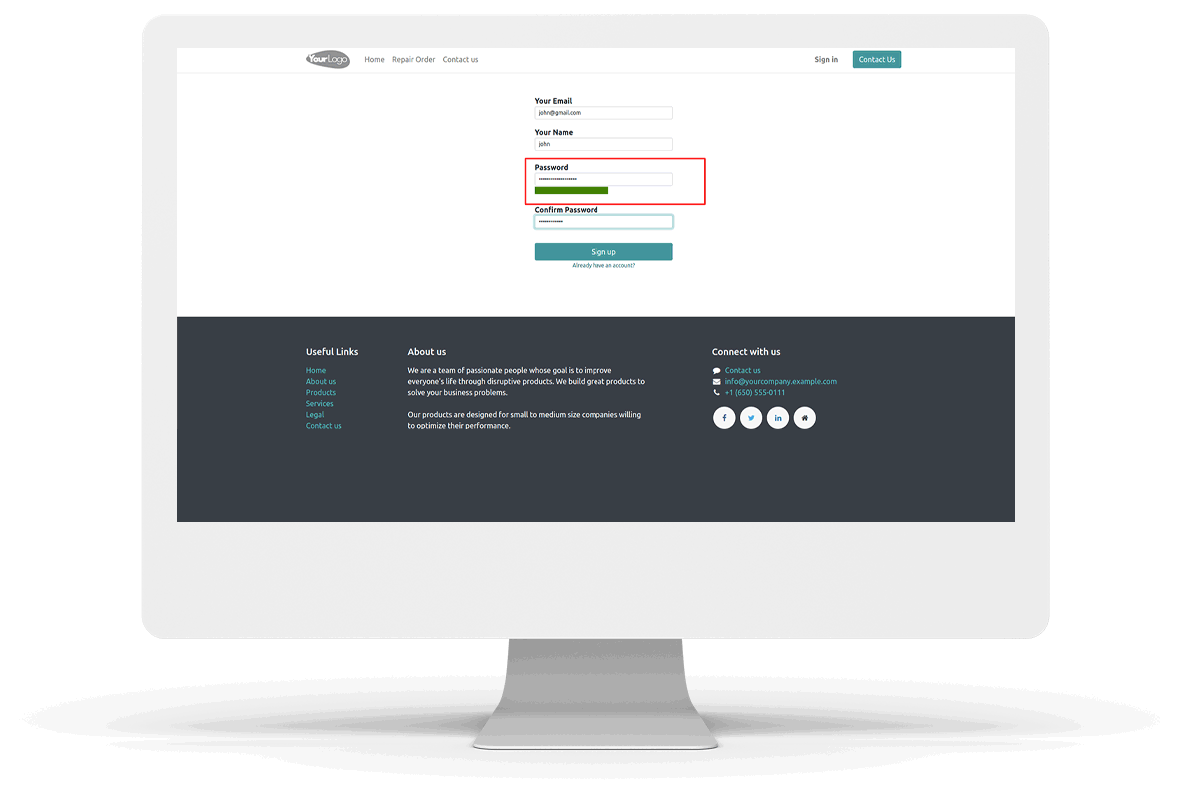 YourLogo Home Repair Order Contact us Sign in Contact Us
Your Email
john@gmail.com
Your Name
john
Password
Confirm Password
Sign up
Already have an account?
Useful Links
Home
About us
Products
Services
Legal
Contact us
About us
We are a team of passionate people whose goal is to improve
everyone's life through disruptive products. We build great products to
solve your business problems.
Our products are designed for small to medium size companies willing
to optimize their performance.
Connect with us
Contact us
info@yourcompany.example.com
+1 (650) 555-0111